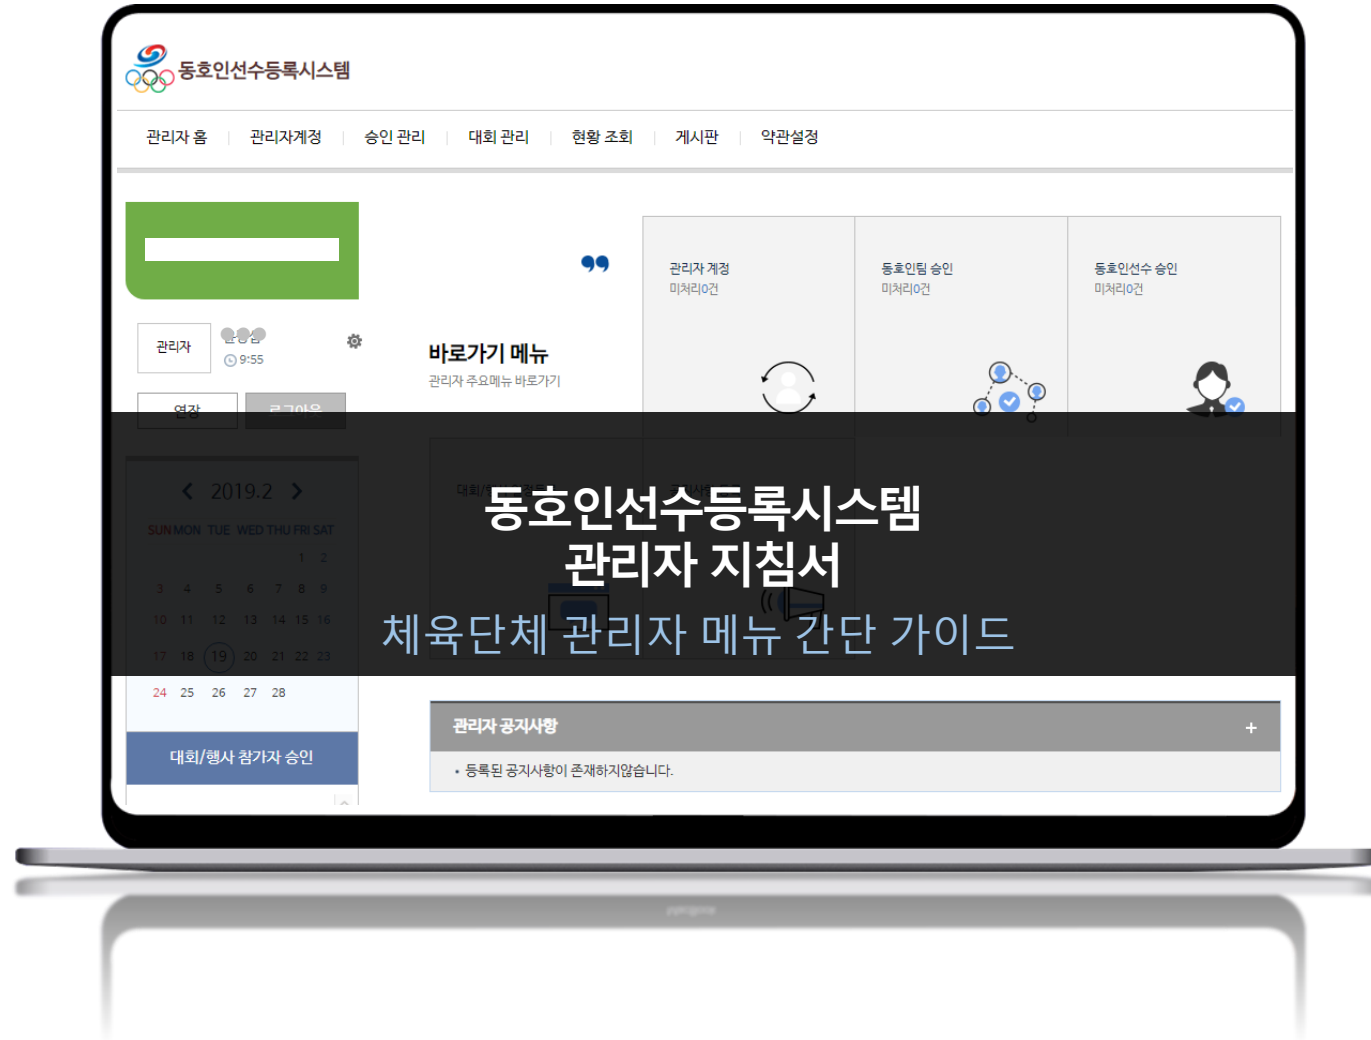 동호인선수등록시스템
관리자 홈
관리자계정
승인 관리
대회 관리
현황 조회
게시판
약관설정
관리자
9:55
연장
로그아웃
바로가기 메뉴
관리자 주요메뉴 바로가기
관리자 계정
미처리0건
동호인팀 승인
미처리0건
동호인선수 승인
미처리0건
2019.2
SUN MON TUE WED THU FRI SAT
1 2
3 4 5 6 7 8 9
10 11 12 13 14 15 16
17 18 19 20 21 22 23
24 25 26 27 28
동호인선수등록시스템
관리자 지침서
체육단체 관리자 메뉴 간단 가이드
대회/행사 참가자 승인
관리자 공지사항
+
등록된 공지사항이 존재하지않습니다.